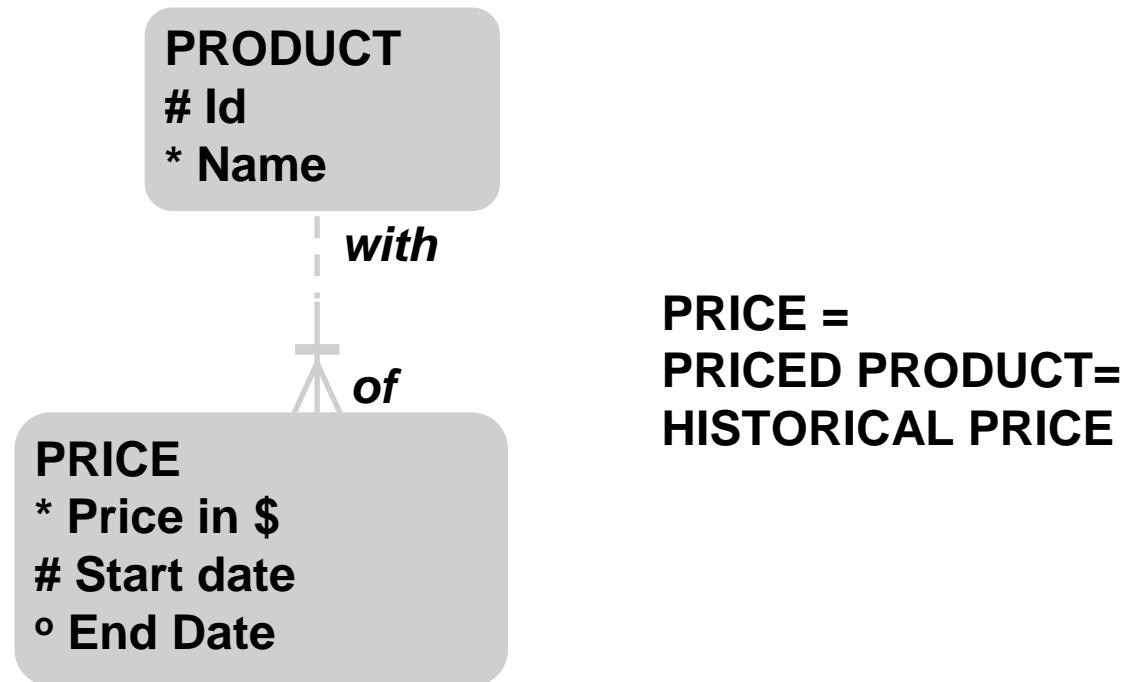 PRODUCT
# Id
* Name
with
of
PRICE
* Price in $
# Start date
o End Date
PRICE =
PRICED PRODUCT=
HISTORICAL PRICE